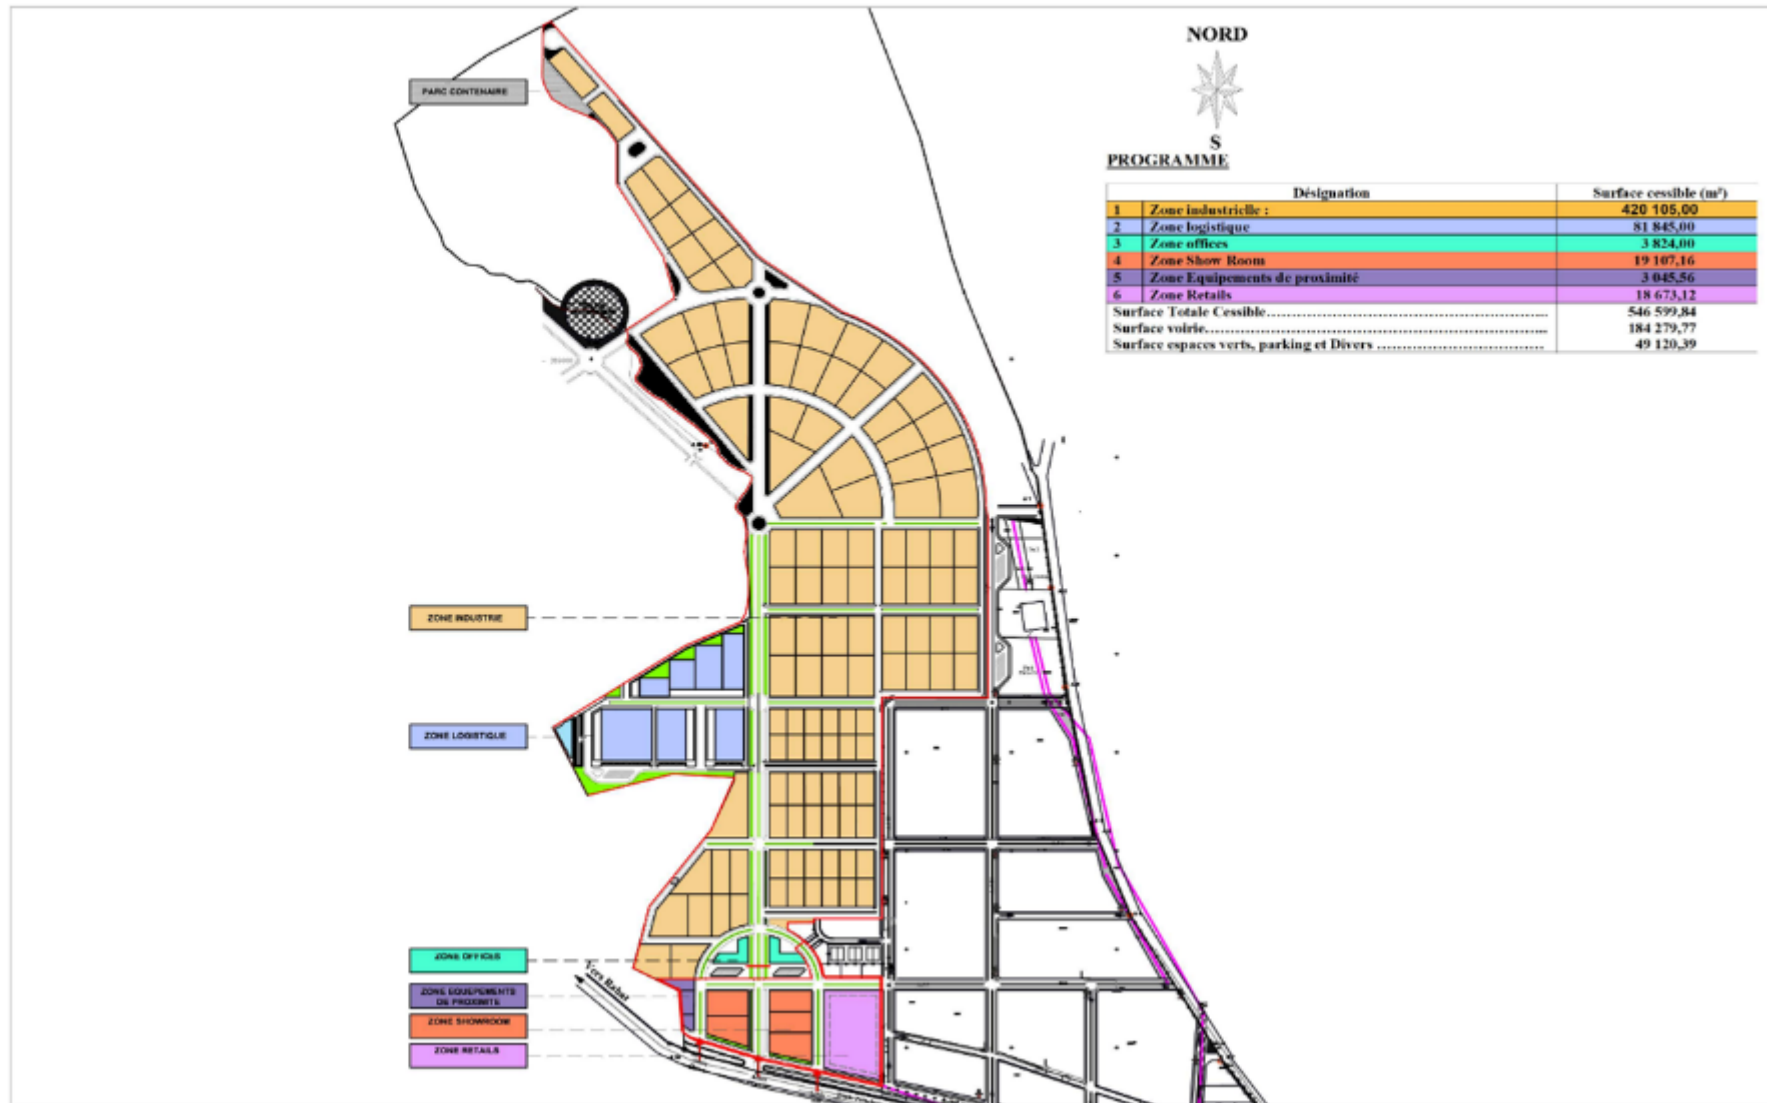 NORD
S
PROGRAMME
Désignation Surface cessible (m²)
1 Zone industrielle : 420 105,00
2 Zone logistique 81 845,00
3 Zone offices 3 824,00
4 Zone Show Room 19 107,16
5 Zone Equipements de proximité 3 045,56
6 Zone Retails 18 673,12
Surface Totale Cessible 546 599,84
Surface voirie 184 279,77
Surface espaces verts, parking et Divers 49 120,39
PARC CONTENAIRE
ZONE INDUSTRIE
ZONE LOGISTIQUE
ZONE OFFICES
ZONE EQUIPEMENTS
DE PROXIMITE
ZONE SHOWROOM
ZONE RETAILS
Vers Rabat